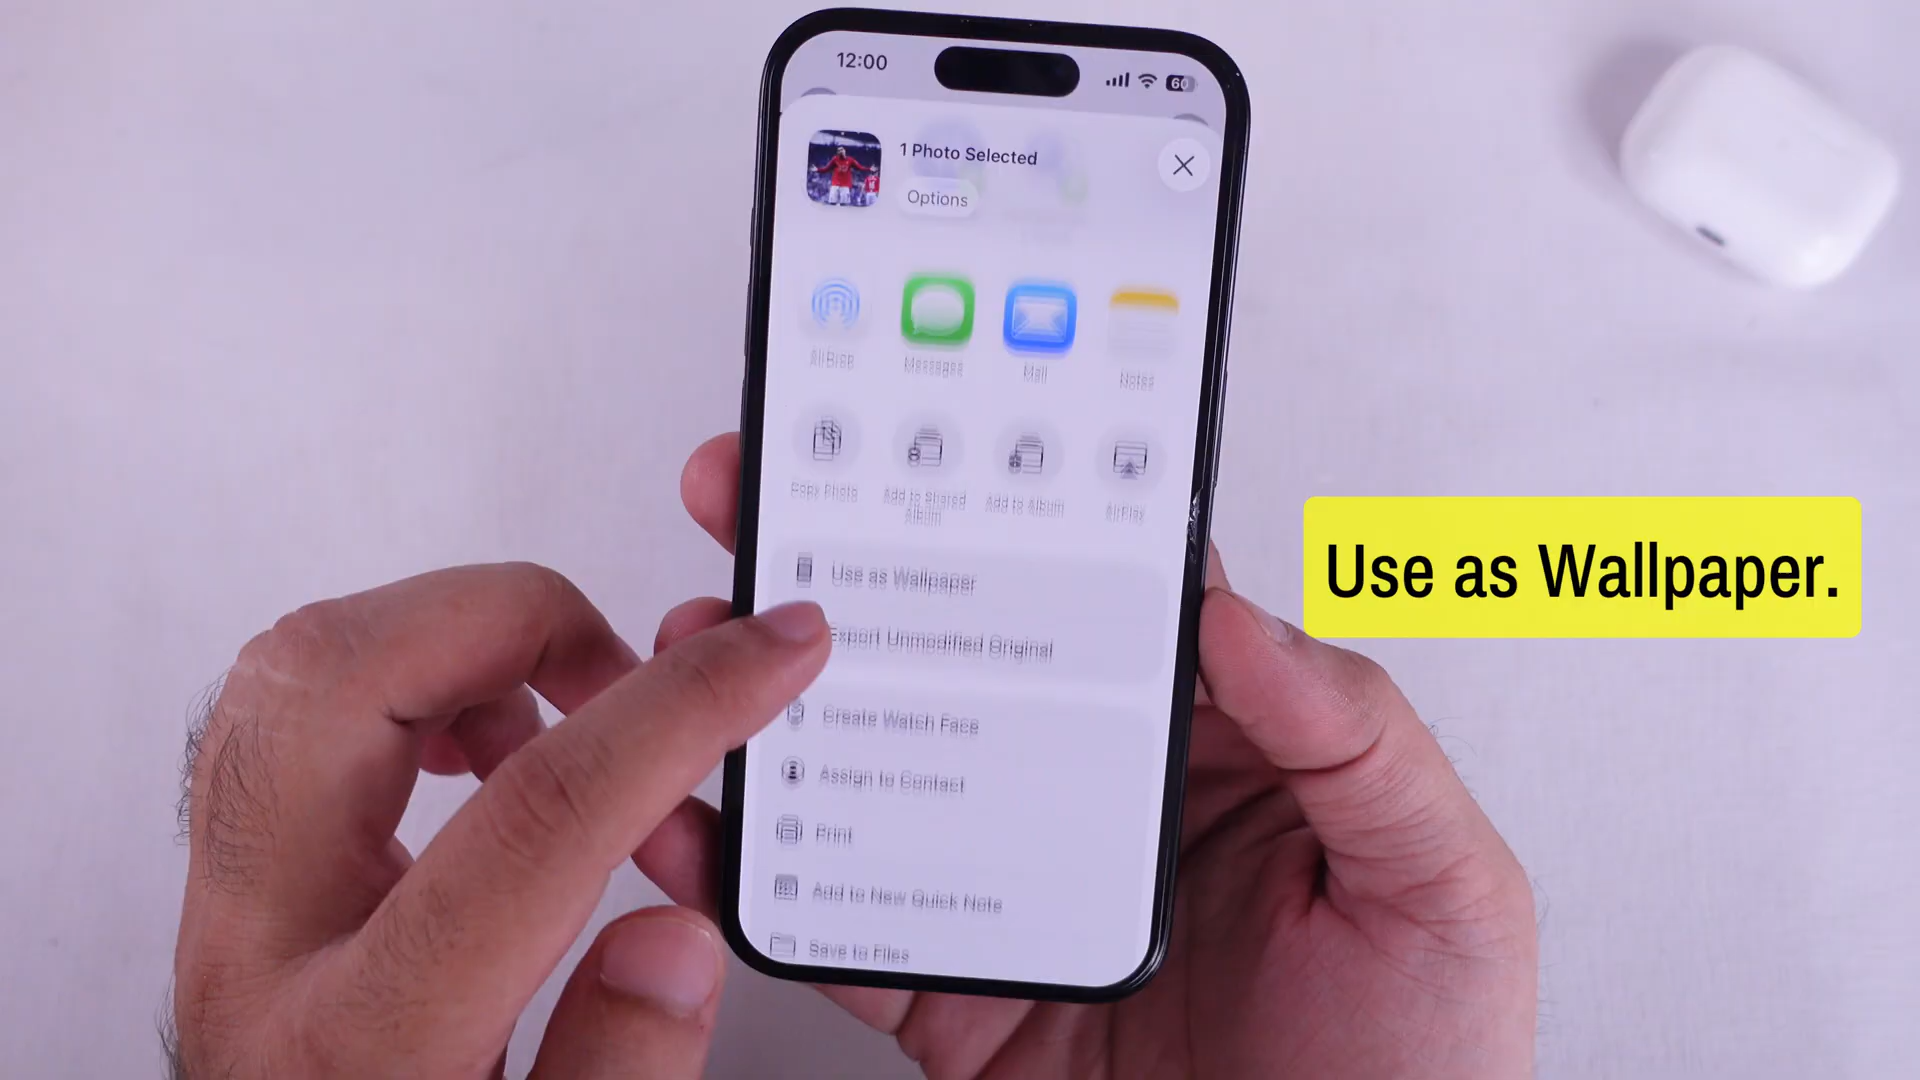 12:00
60
1 Photo Selected
Options
AirDrop
Messages
Mail
Notes
Copy Photo
Add to Shared
Album
Add to Album
AirPlay
Use as Wallpaper
Export Unmodified Original
Create Watch Face
Assign to Contact
Print
Add to New Quick Note
Save to Files
Use as Wallpaper.